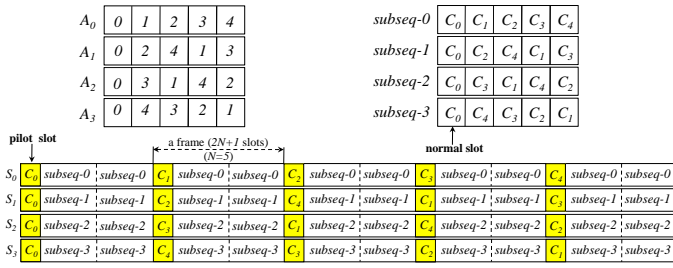 A0 0 1 2 3 4
A1 0 2 4 1 3
A2 0 3 1 4 2
A3 0 4 3 2 1
subseq-0 C0 C1 C2 C3 C4
subseq-1 C0 C2 C4 C1 C3
subseq-2 C0 C3 C1 C4 C2
subseq-3 C0 C4 C3 C2 C1
pilot slot
a frame (2N+1 slots)
(N=5)
normal slot
S0 C0 subseq-0 subseq-0 C1 subseq-0 subseq-0 C2 subseq-0 subseq-0 C3 subseq-0 subseq-0 C4 subseq-0 subseq-0
S1 C0 subseq-1 subseq-1 C2 subseq-1 subseq-1 C4 subseq-1 subseq-1 C1 subseq-1 subseq-1 C3 subseq-1 subseq-1
S2 C0 subseq-2 subseq-2 C3 subseq-2 subseq-2 C1 subseq-2 subseq-2 C4 subseq-2 subseq-2 C2 subseq-2 subseq-2
S3 C0 subseq-3 subseq-3 C4 subseq-3 subseq-3 C3 subseq-3 subseq-3 C2 subseq-3 subseq-3 C1 subseq-3 subseq-3